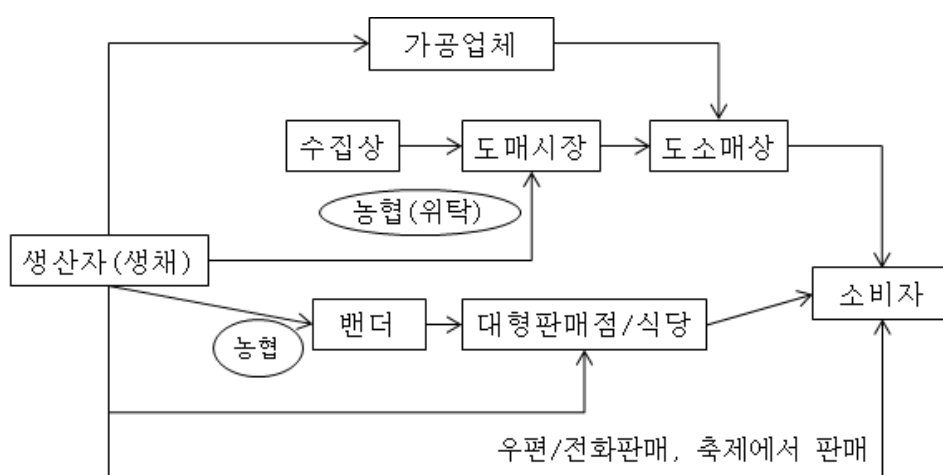 가공업체
수집상
도매시장
도소매상
농협(위탁)
생산자(생채)
소비자
밴더
대형판매점/식당
농협
우편/전화판매, 축제에서 판매